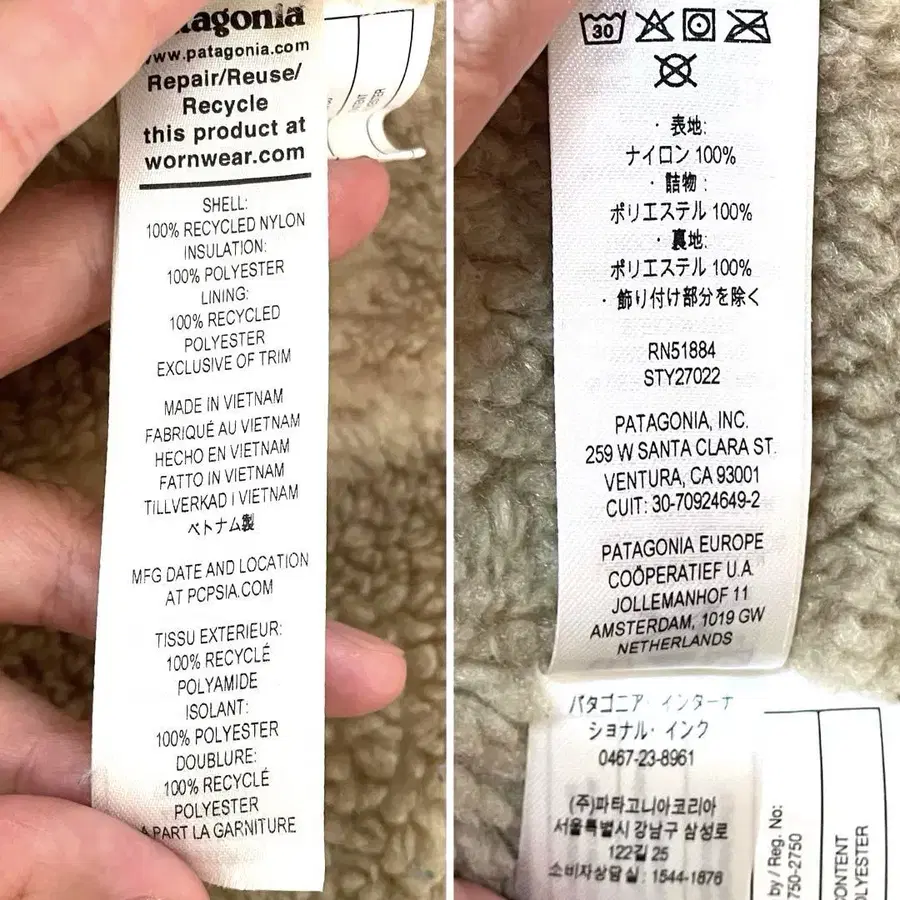 www.patagonia.com
Repair/Reuse/
Recycle
this product at
wornwear.com
SHELL:
100% RECYCLED NYLON
INSULATION:
100% POLYESTER
LINING:
100% RECYCLED
POLYESTER
EXCLUSIVE OF TRIM
MADE IN VIETNAM
FABRIQUÉ AU VIETNAM
HECHO EN VIETNAM
FATTO IN VIETNAM
TILLVERKAD I VIETNAM
ベトナム製
MFG DATE AND LOCATION
AT PCPSIA.COM
TISSU EXTERIEUR:
100% RECYCLÉ
POLYAMIDE
ISOLANT:
100% POLYESTER
DOUBLURE:
100% RECYCLÉ
POLYESTER
A PART LA GARNITURE
30
・表地:
ナイロン 100%
・詰物:
ポリエステル 100%
・裏地:
ポリエステル 100%
・飾り付け部分を除く
RN51884
STY27022
PATAGONIA, INC.
259 W SANTA CLARA ST.
VENTURA, CA 93001
CUIT: 30-70924649-2
PATAGONIA EUROPE
COÖPERATIEF U.A.
JOLLEMANHOF 11
AMSTERDAM, 1019 GW
NETHERLANDS
パタゴニア・インターナ
ショナル・インク
0467-23-8961
(주)파타고니아코리아
서울특별시 강남구 삼성로
122길 25
소비자상담실 : 1544-1876
by / Reg. No:
750-2750
CONTENT